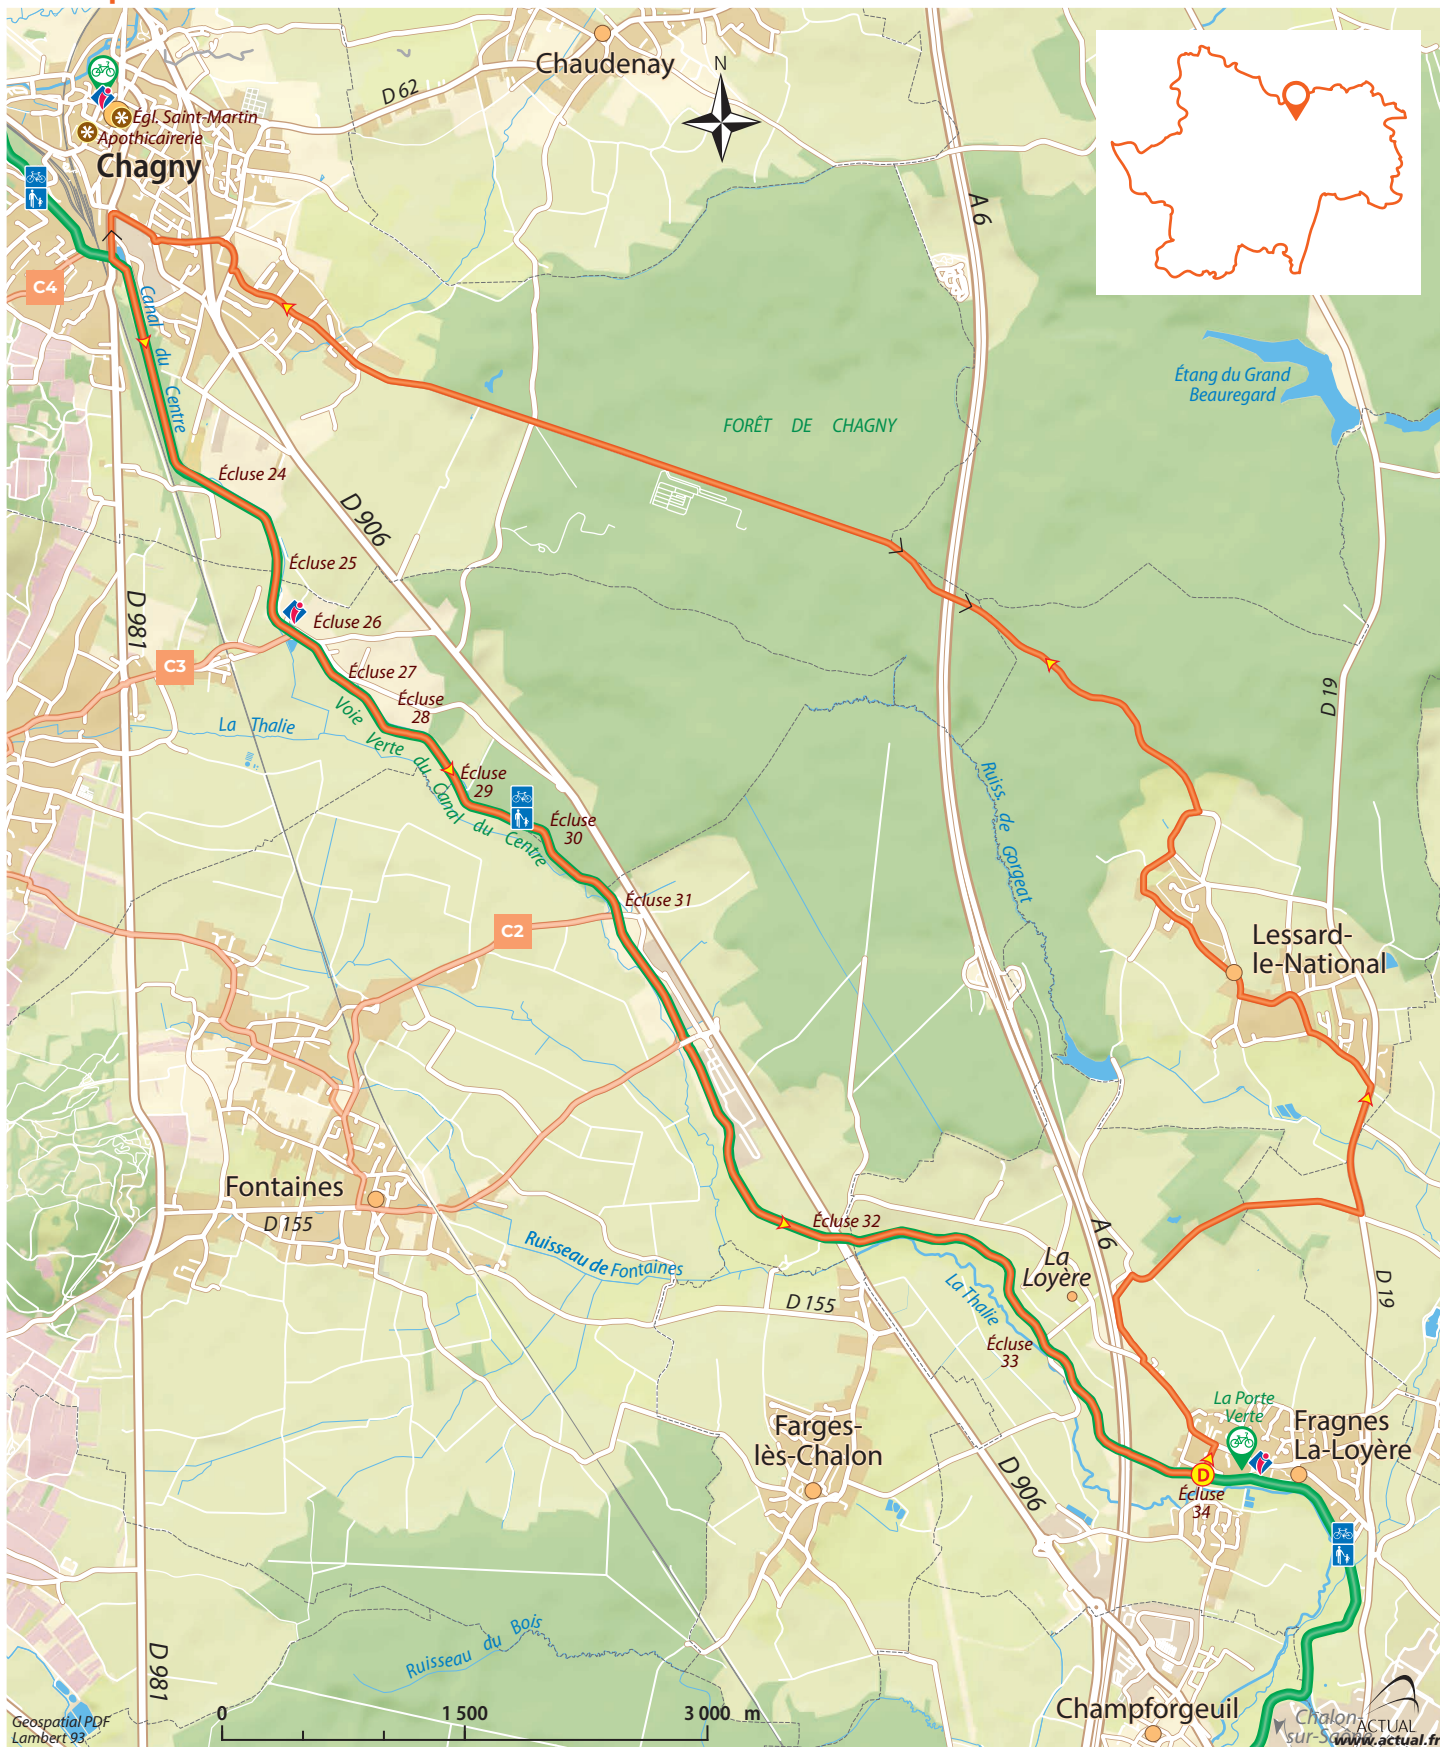 Chaudenay
N
D 62
Égl. Saint-Martin
Apothicairerie
Chagny
A 6
C4
Canal du Centre
Étang du Grand
Beauregard
FORÊT DE CHAGNY
Écluse 24
D 906
Écluse 25
D 981
Écluse 26
C3
Écluse 27
Écluse
28
D 19
La Thalie
Voie Verte du Canal du Centre
Écluse
29
Écluse
30
Ruiss. de Gorgeat
Écluse 31
C2
Lessard-
le-National
Fontaines
D 155
Écluse 32
A 6
Ruisseau de Fontaines
La
Loyère
La Thalie
D 155
D 19
Écluse
33
La Porte
Verte
Farges-
lès-Chalon
Fragnes
La-Loyère
D 906
D
Écluse
34
Ruisseau du Bois
D 981
Champforgeuil
0 1 500 3 000 m
Geospatial PDF
Lambert 93
Chalon-
sur-Saône
ACTUAL
www.actual.fr